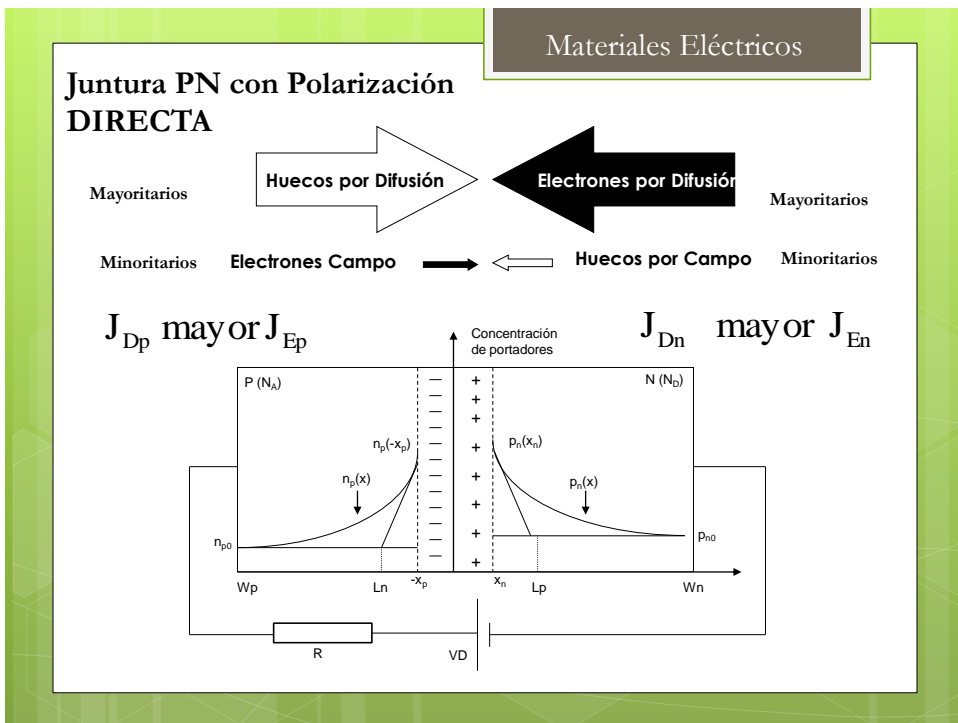 Materiales Eléctricos
Juntura PN con Polarización
DIRECTA
Huecos por Difusión
Electrones por Difusión
Mayoritarios
Mayoritarios
Minoritarios
Electrones Campo
Huecos por Campo
Minoritarios
J_Dp mayor J_Ep
J_Dn mayor J_En
Concentración
de portadores
P (N_A)
N (N_D)
n_p(-x_p)
p_n(x_n)
n_p(x)
p_n(x)
n_p0
p_n0
Wp
Ln
-x_p
x_n
Lp
Wn
R
VD